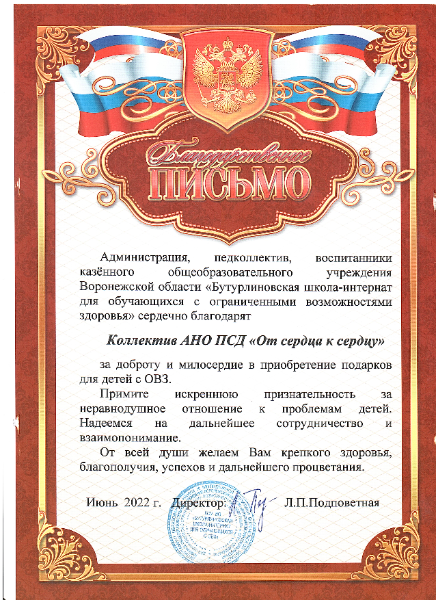 Благодарственное
ПИСЬМО
Администрация, педколлектив, воспитанники
казённого общеобразовательного учреждения
Воронежской области «Бутурлиновская школа-интернат
для обучающихся с ограниченными возможностями
здоровья» сердечно благодарят
Коллектив АНО ПСД «От сердца к сердцу»
за доброту и милосердие в приобретение подарков
для детей с ОВЗ.
Примите искреннюю признательность за
неравнодушное отношение к проблемам детей.
Надеемся на дальнейшее сотрудничество и
взаимопонимание.
От всей души желаем Вам крепкого здоровья,
благополучия, успехов и дальнейшего процветания.
Июнь 2022 г. Директор: Л.П.Подповетная